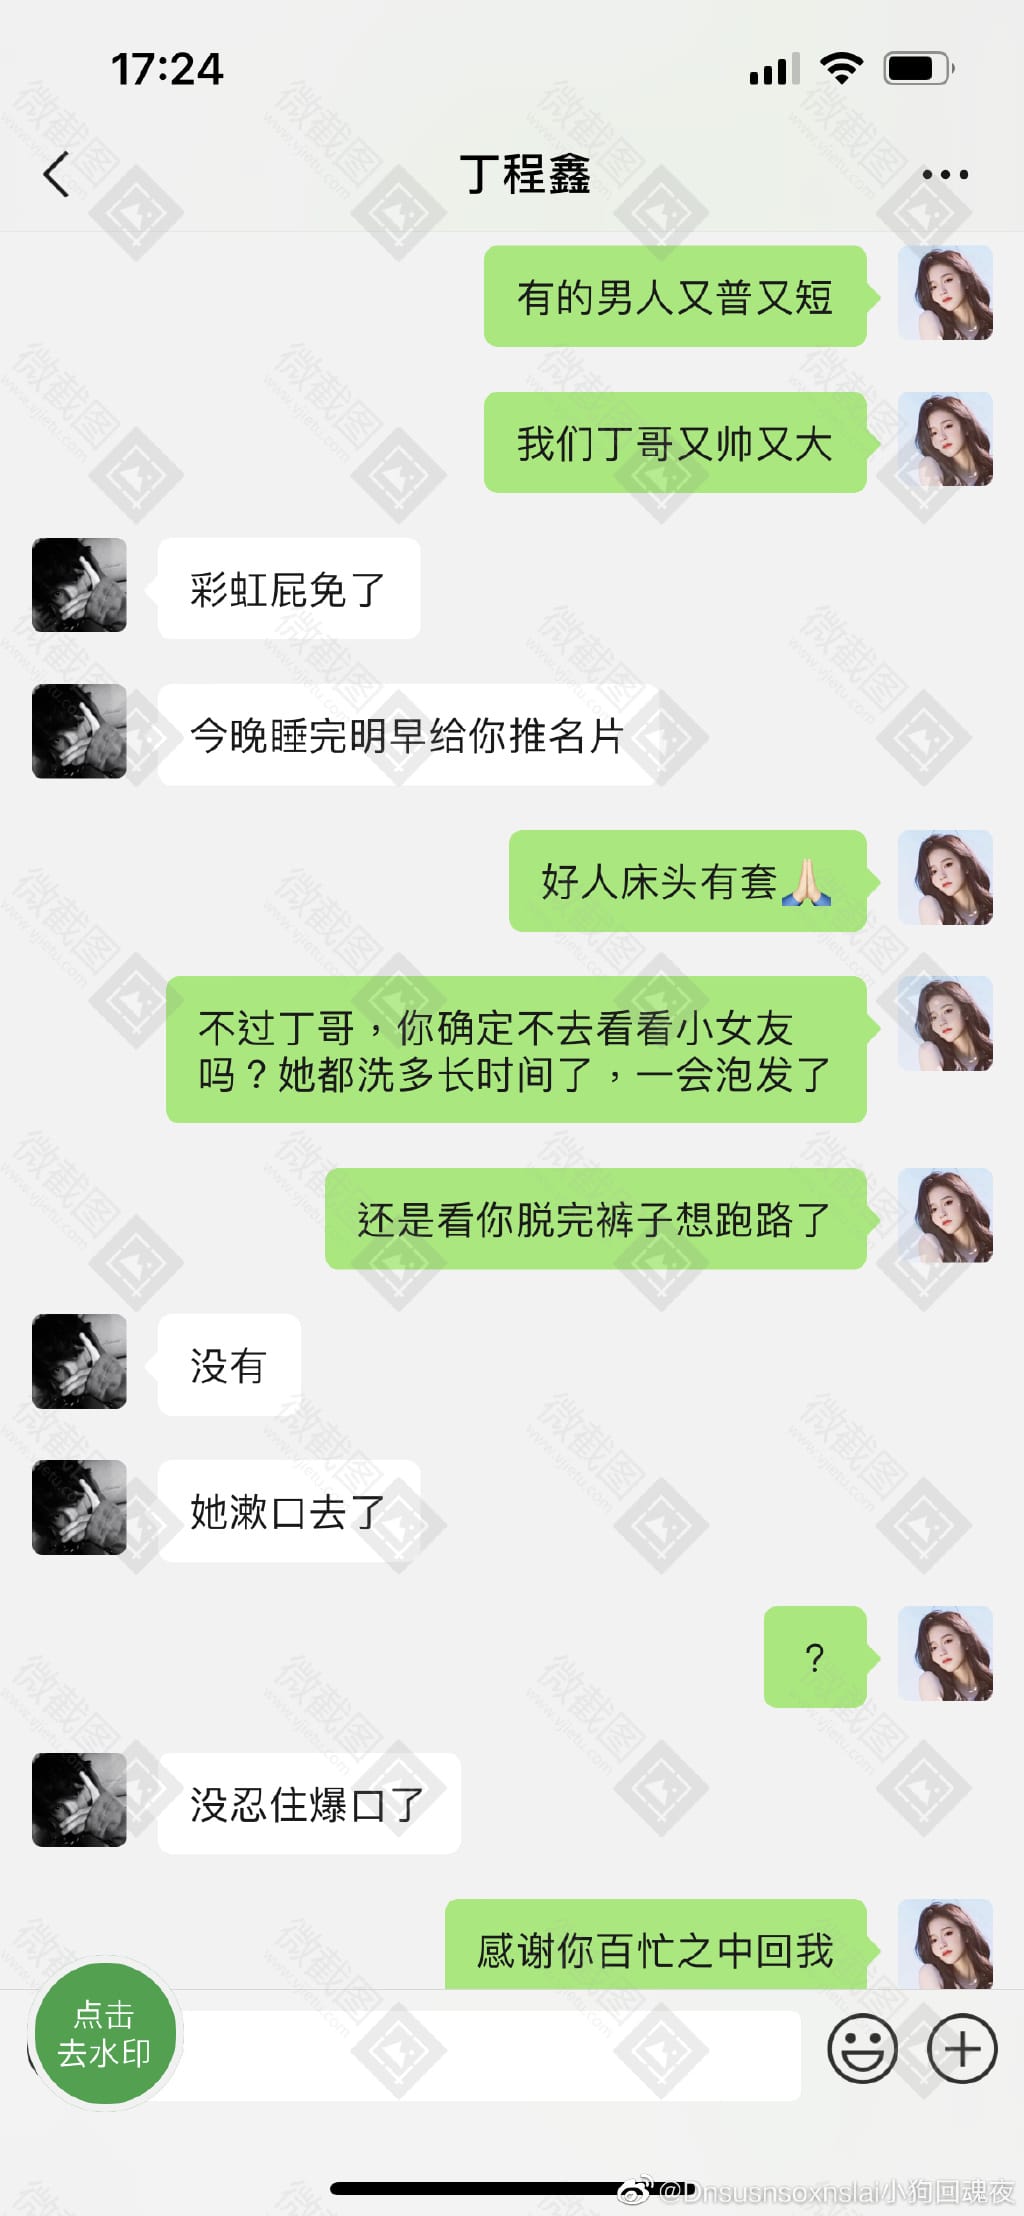 17:24
丁程鑫
有的男人又普又短
我们丁哥又帅又大
彩虹屁免了
今晚睡完明早给你推名片
好人床头有套🙏🏻
不过丁哥，你确定不去看看小女友
吗？她都洗多长时间了，一会泡发了
还是看你脱完裤子想跑路了
没有
她漱口去了
？
没忍住爆口了
感谢你百忙之中回我
点击
去水印
@Dnsusnsoxnslai小狗回魂夜
微截图
www.vjietu.com